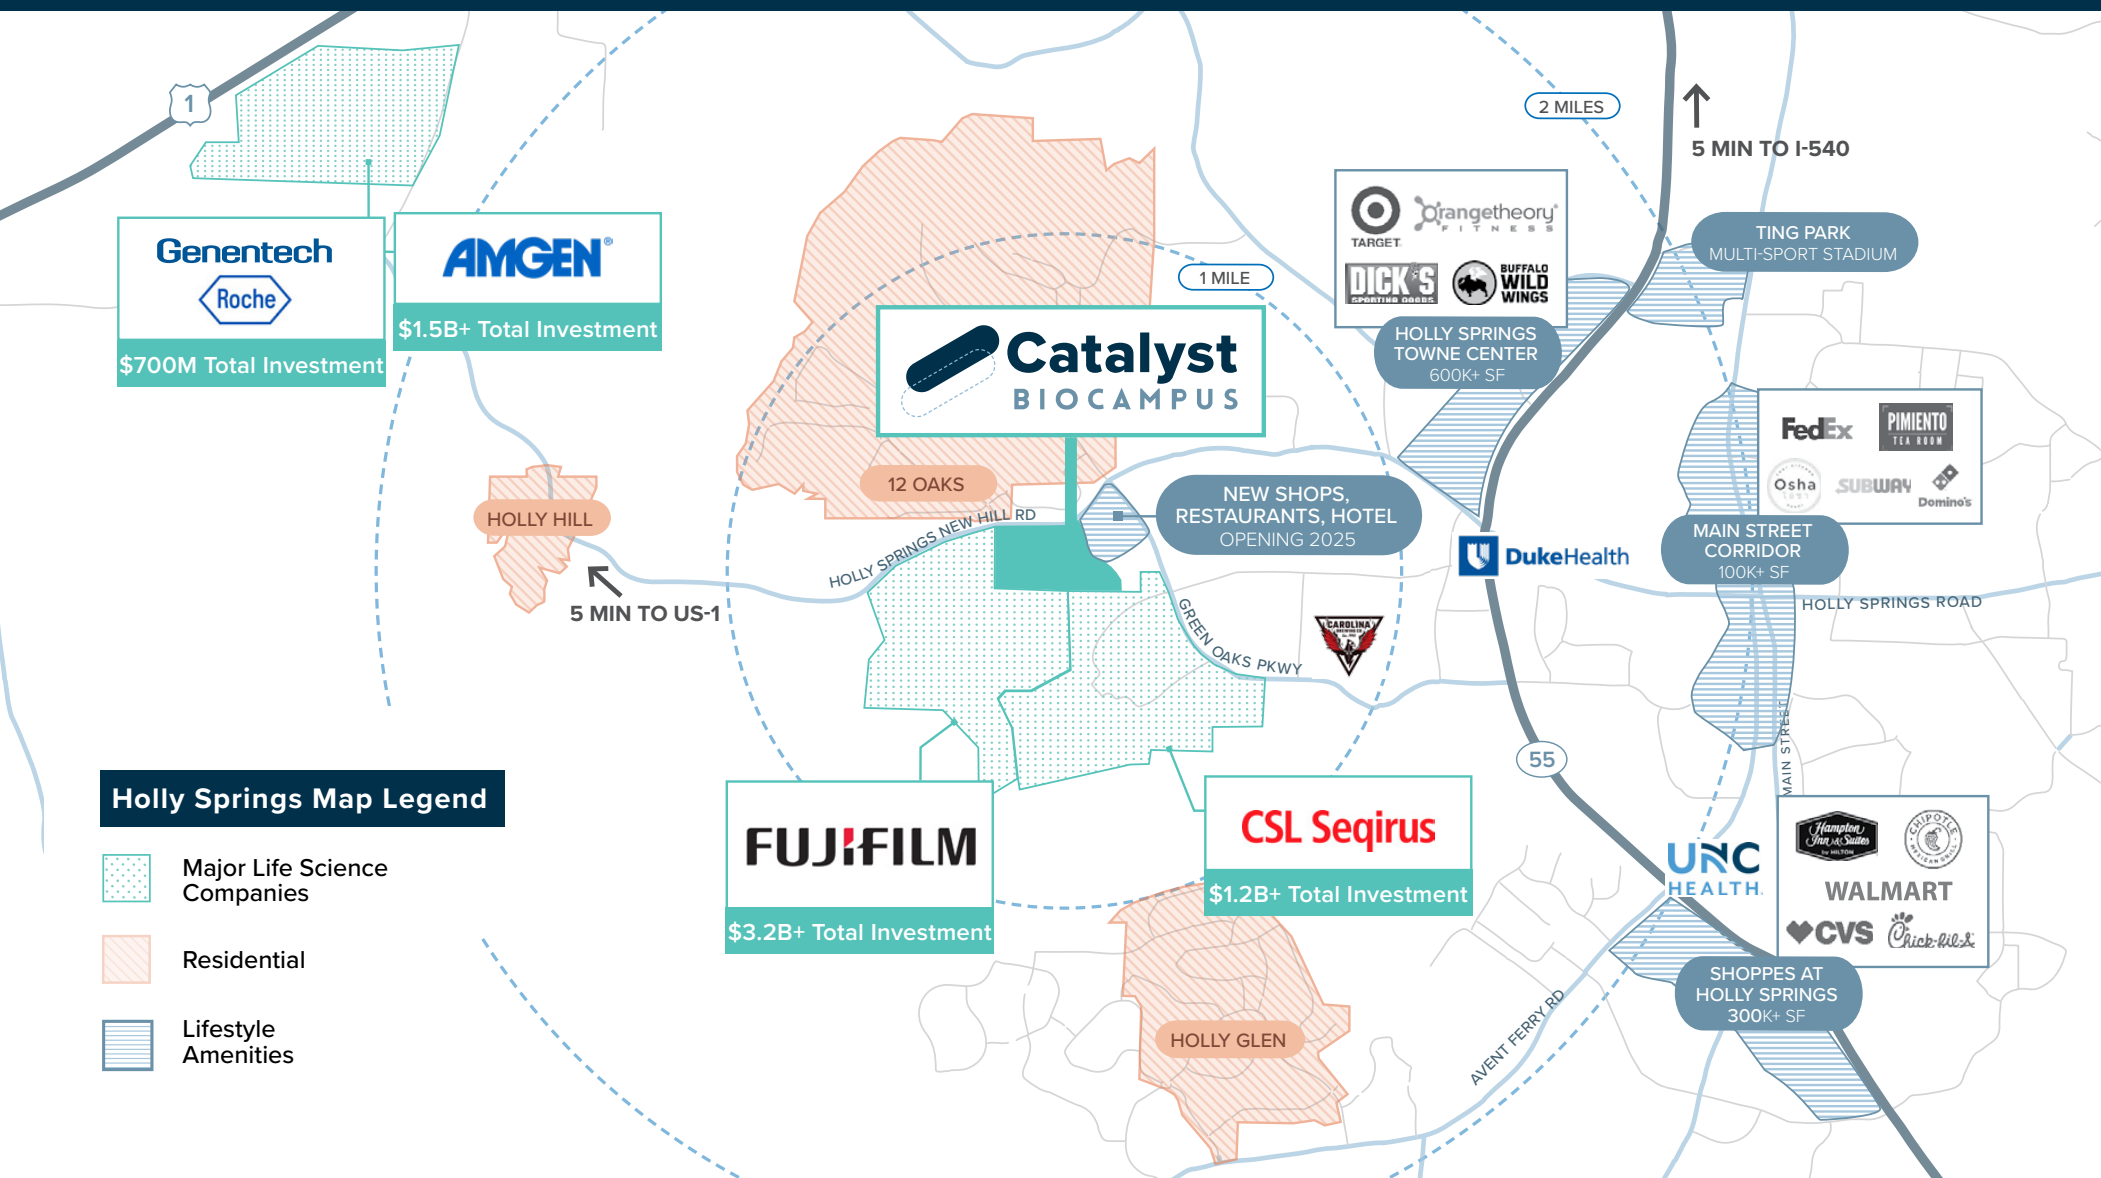 1
2 MILES
5 MIN TO I-540
Genentech
Roche
$700M Total Investment
AMGEN®
$1.5B+ Total Investment
1 MILE
TARGET
Orangetheory®
FITNESS
DICK'S
SPORTING GOODS
BUFFALO
WILD
WINGS
HOLLY SPRINGS
TOWNE CENTER
600K+ SF
TING PARK
MULTI-SPORT STADIUM
Catalyst
BIOCAMPUS
12 OAKS
HOLLY HILL
HOLLY SPRINGS NEW HILL RD
5 MIN TO US-1
NEW SHOPS,
RESTAURANTS, HOTEL
OPENING 2025
DukeHealth
FedEx
PIMIENTO
TEA ROOM
Osha
SUBWAY
Domino's
MAIN STREET
CORRIDOR
100K+ SF
HOLLY SPRINGS ROAD
GREEN OAKS PKWY
CAROLINA
55
MAIN STREET
FUJIFILM
$3.2B+ Total Investment
CSL Seqirus
$1.2B+ Total Investment
UNC
HEALTH
Hampton
Inn & Suites
by HILTON
CHIPOTLE
MEXICAN GRILL
WALMART
CVS
Chick-fil-A
SHOPPES AT
HOLLY SPRINGS
300K+ SF
HOLLY GLEN
AVENT FERRY RD
Holly Springs Map Legend
Major Life Science
Companies
Residential
Lifestyle
Amenities